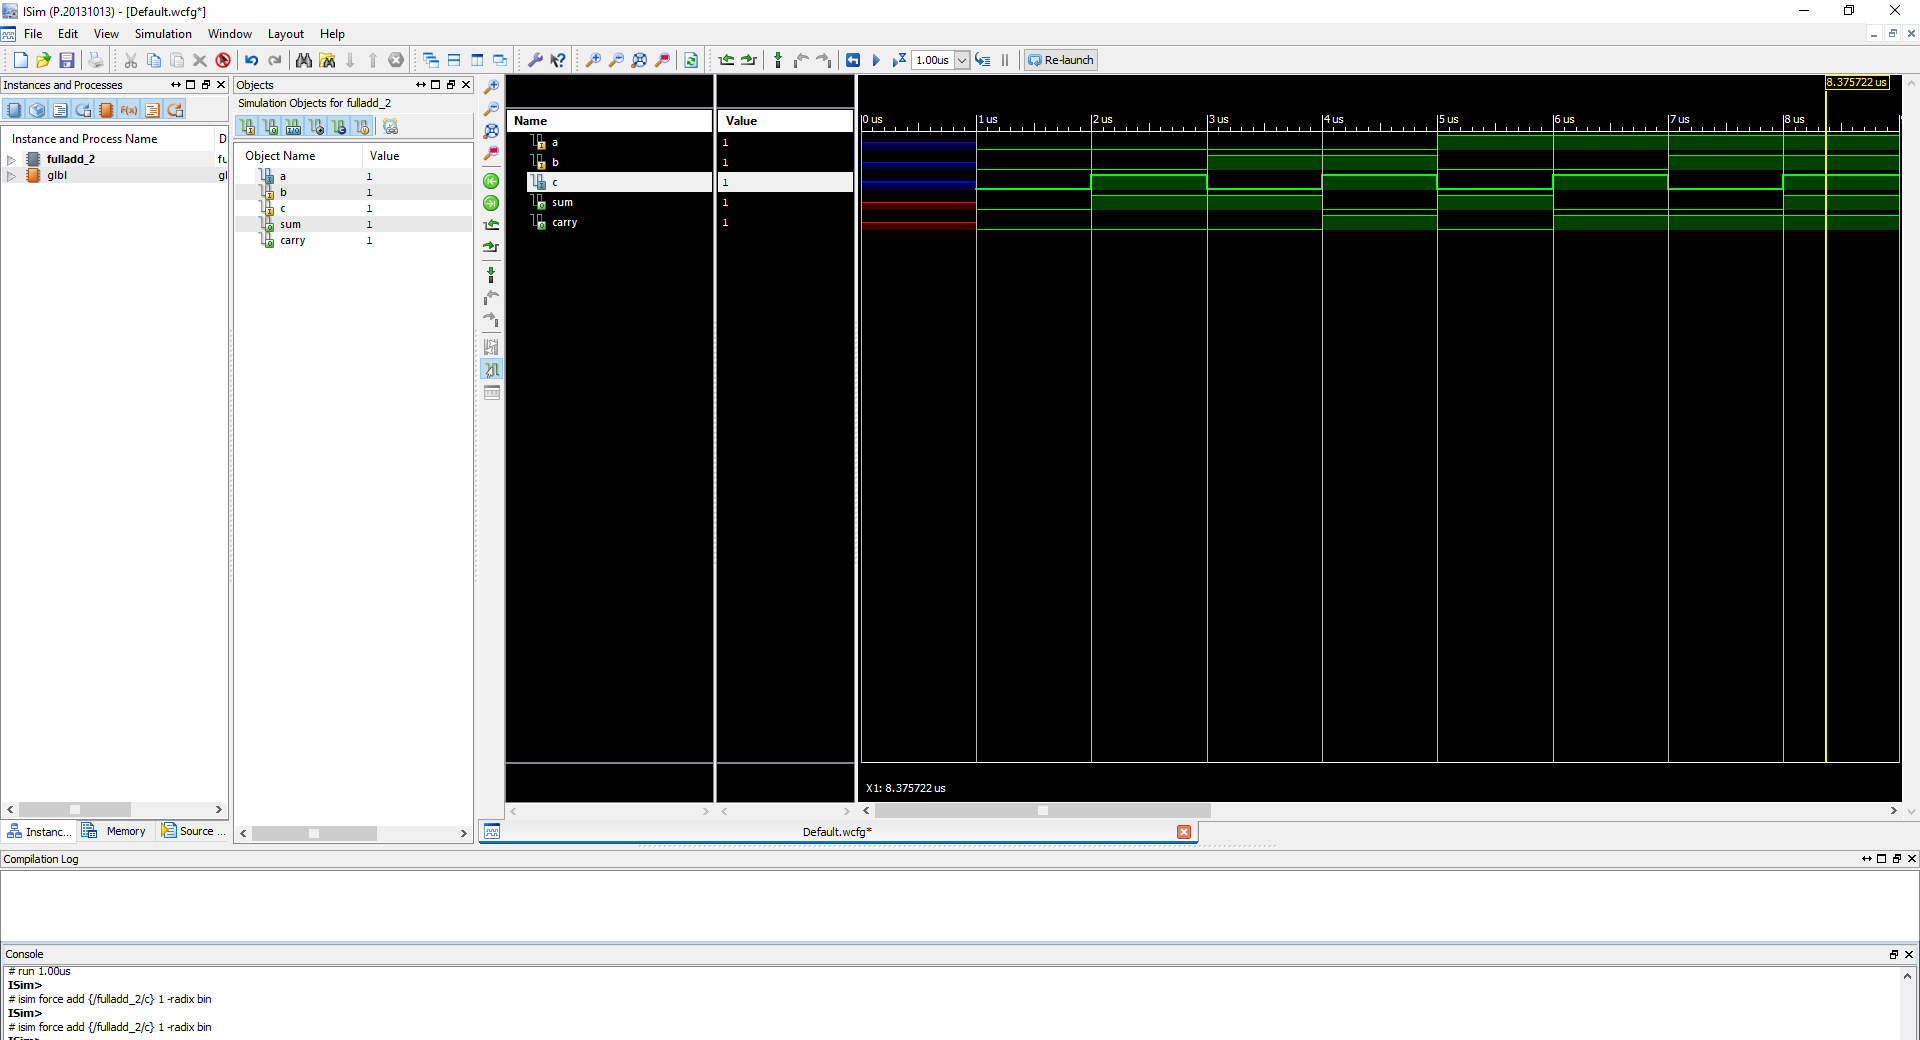 ISim (P.20131013) - [Default.wcfg*]
File Edit View Simulation Window Layout Help
1.00us Re-launch
Instances and Processes
Instance and Process Name D
fulladd_2 fu
glbl gl
Instanc... Memory Source ...
Objects
Simulation Objects for fulladd_2
Object Name Value
a 1
b 1
c 1
sum 1
carry 1
Name Value
a 1
b 1
c 1
sum 1
carry 1
8.375722 us
0 us 1 us 2 us 3 us 4 us 5 us 6 us 7 us 8 us
X1: 8.375722 us
Default.wcfg*
Compilation Log
Console
# run 1.00us
ISim>
# isim force add {/fulladd_2/c} 1 -radix bin
ISim>
# isim force add {/fulladd_2/c} 1 -radix bin